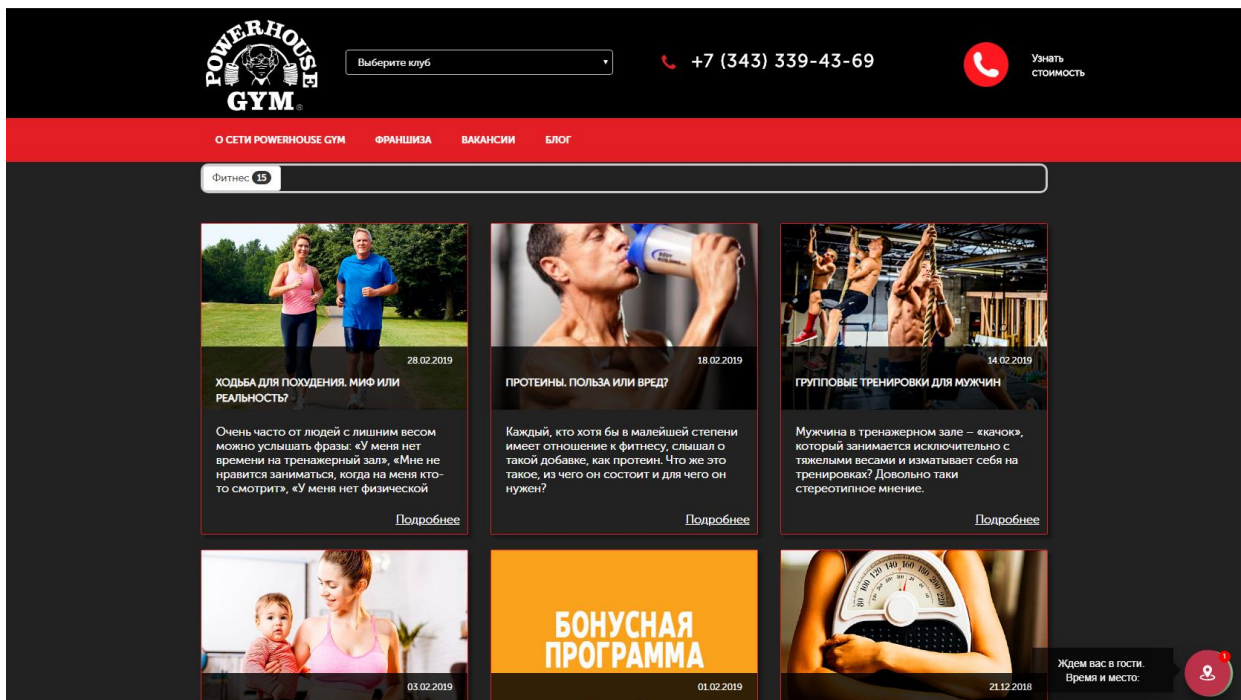 POWERHOUSE
GYM®
Выберите клуб
+7 (343) 339-43-69
Узнать
стоимость
О СЕТИ POWERHOUSE GYM
ФРАНШИЗА
ВАКАНСИИ
БЛОГ
Фитнес 15
28.02.2019
ХОДЬБА ДЛЯ ПОХУДЕНИЯ. МИФ ИЛИ
РЕАЛЬНОСТЬ?
Очень часто от людей с лишним весом
можно услышать фразы: «У меня нет
времени на тренажерный зал», «Мне не
нравится заниматься, когда на меня кто-
то смотрит», «У меня нет физической
Подробнее
18.02.2019
ПРОТЕИНЫ. ПОЛЬЗА ИЛИ ВРЕД?
Каждый, кто хотя бы в малейшей степени
имеет отношение к фитнесу, слышал о
такой добавке, как протеин. Что же это
такое, из чего он состоит и для чего он
нужен?
Подробнее
14.02.2019
ГРУППОВЫЕ ТРЕНИРОВКИ ДЛЯ МУЖЧИН
Мужчина в тренажерном зале – «качок»,
который занимается исключительно с
тяжелыми весами и изматывает себя на
тренировках? Довольно таки
стереотипное мнение.
Подробнее
03.02.2019
БОНУСНАЯ
ПРОГРАММА
01.02.2019
21.12.2018
Ждем вас в гости.
Время и место:
1